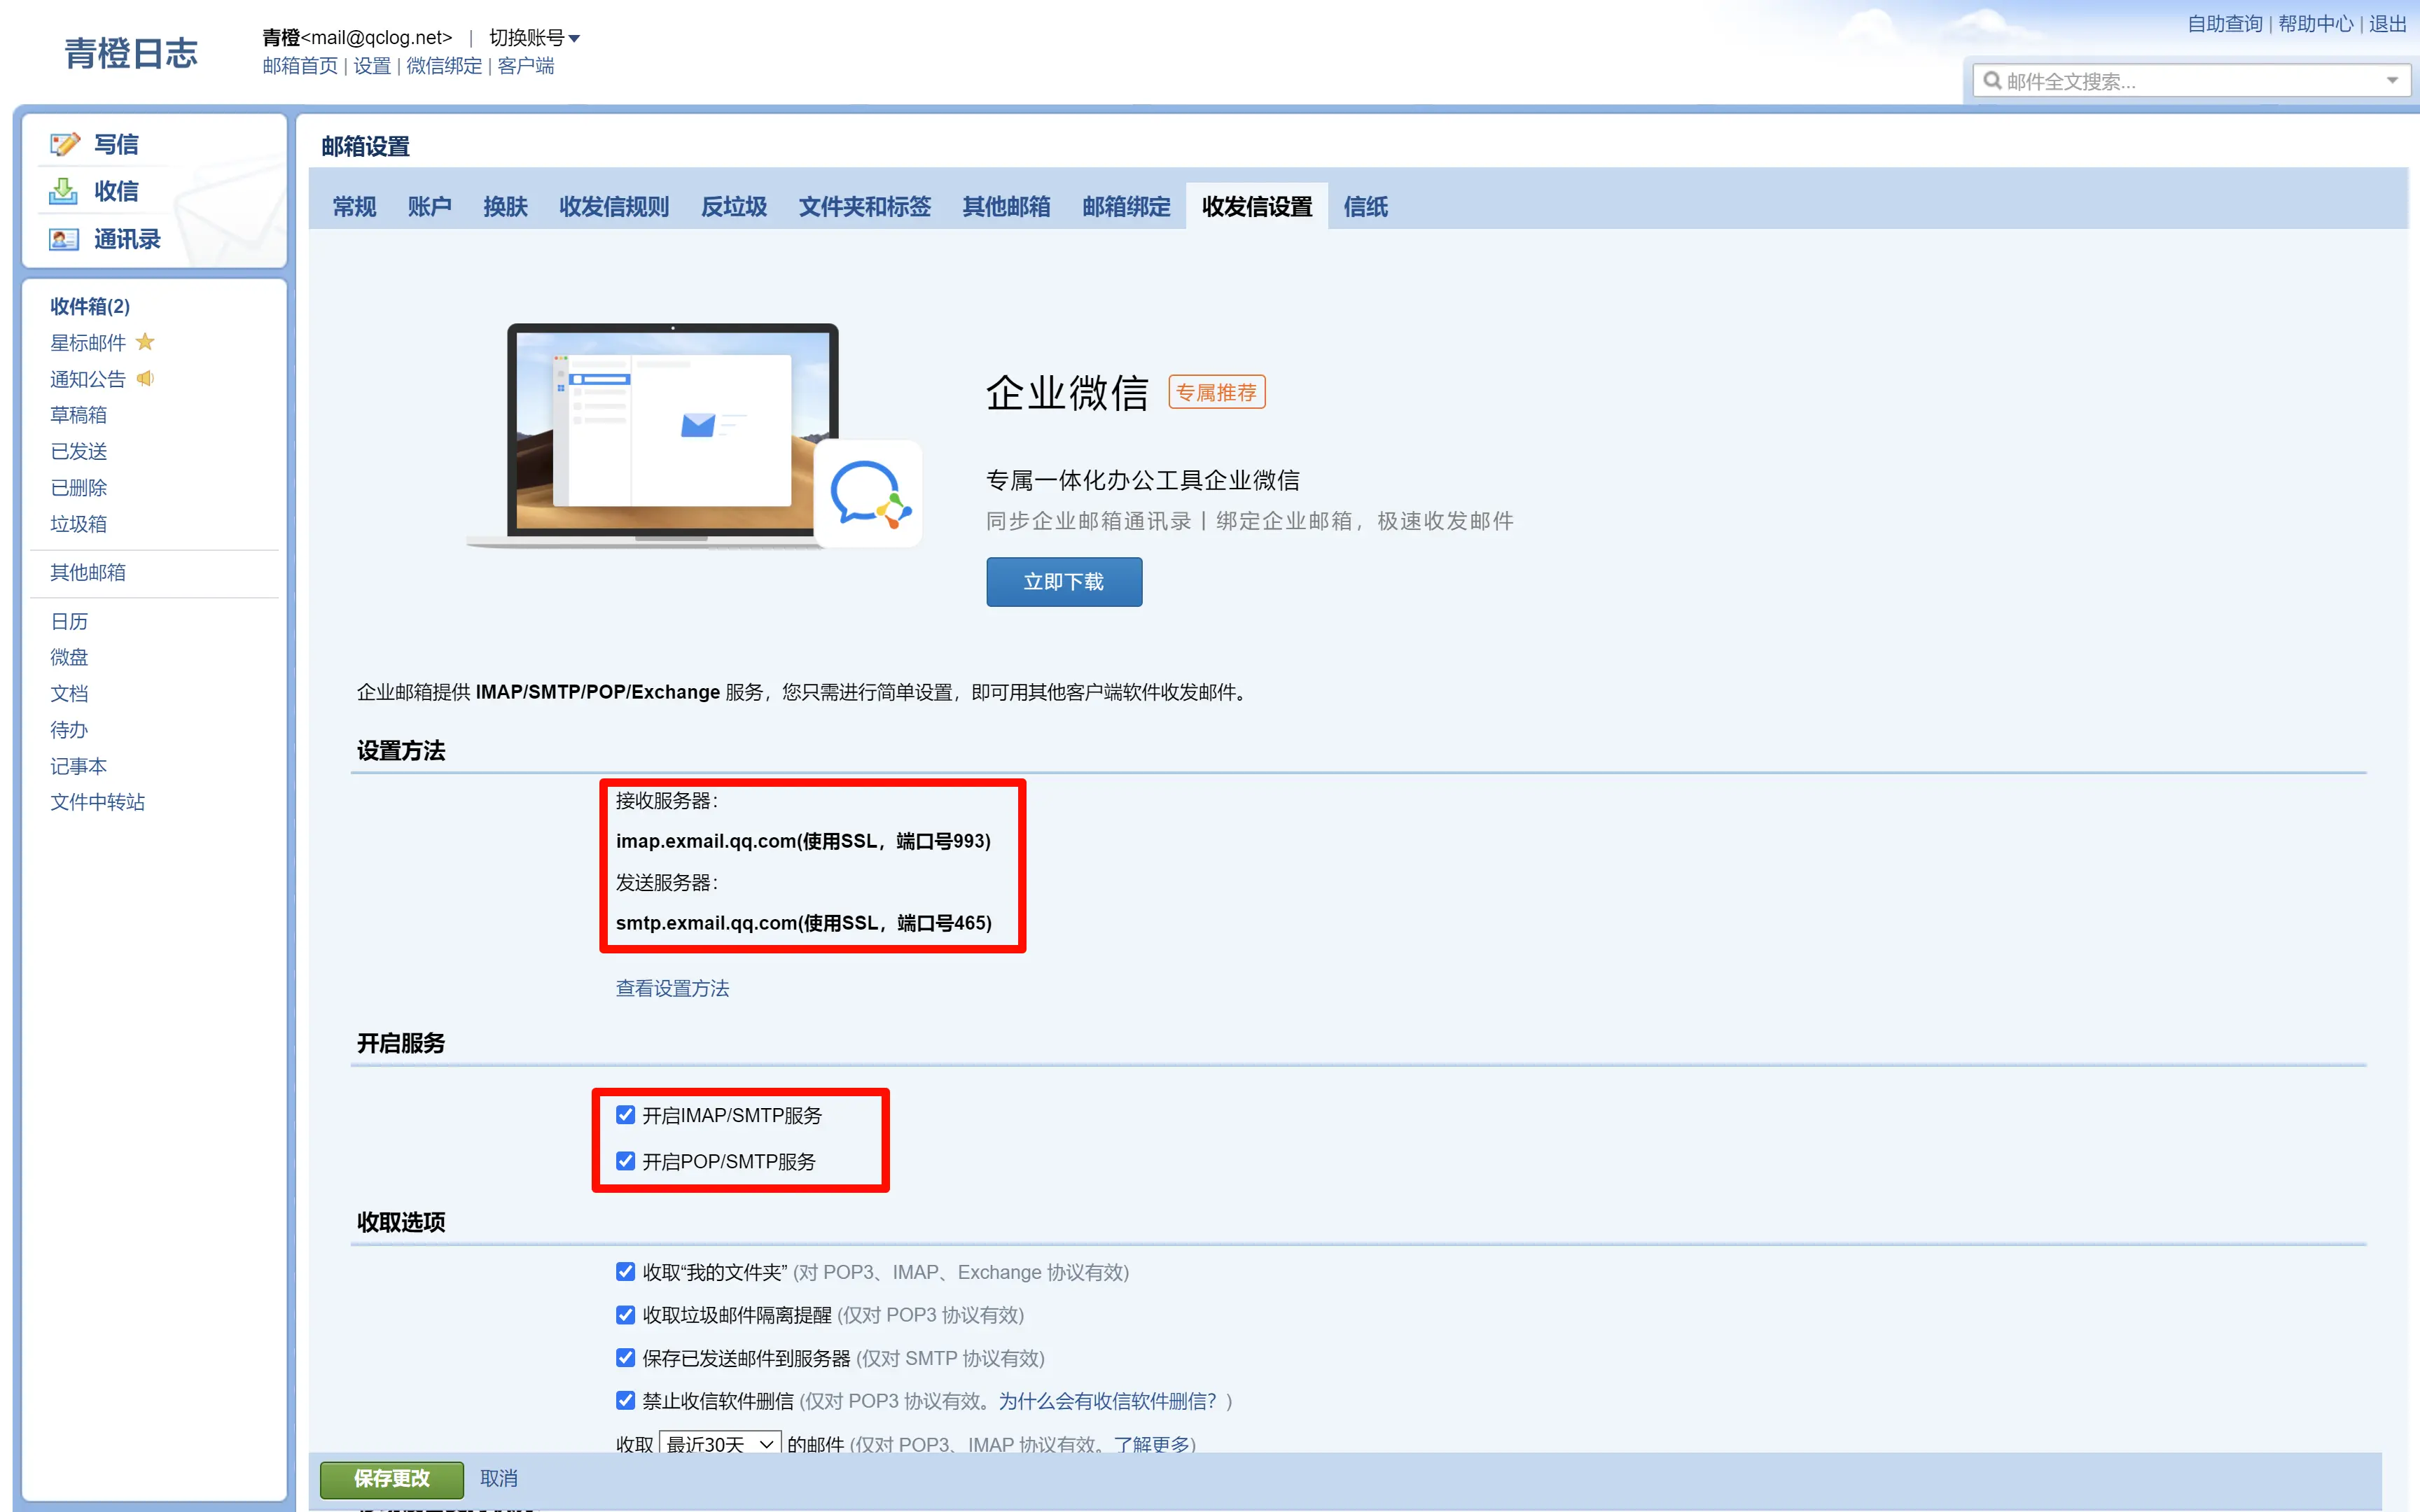 青橙日志
青橙<mail@qclog.net> | 切换账号
邮箱首页 | 设置 | 微信绑定 | 客户端
自助查询 | 帮助中心 | 退出
邮件全文搜索...
写信
收信
通讯录
收件箱(2)
星标邮件
通知公告
草稿箱
已发送
已删除
垃圾箱
其他邮箱
日历
微盘
文档
待办
记事本
文件中转站
邮箱设置
常规 账户 换肤 收发信规则 反垃圾 文件夹和标签 其他邮箱 邮箱绑定 收发信设置 信纸
企业微信 专属推荐
专属一体化办公工具企业微信
同步企业邮箱通讯录丨绑定企业邮箱，极速收发邮件
立即下载
企业邮箱提供 IMAP/SMTP/POP/Exchange 服务，您只需进行简单设置，即可用其他客户端软件收发邮件。
设置方法
接收服务器：
imap.exmail.qq.com(使用SSL，端口号993)
发送服务器：
smtp.exmail.qq.com(使用SSL，端口号465)
查看设置方法
开启服务
开启IMAP/SMTP服务
开启POP/SMTP服务
收取选项
收取“我的文件夹” (对 POP3、IMAP、Exchange 协议有效)
收取垃圾邮件隔离提醒 (仅对 POP3 协议有效)
保存已发送邮件到服务器 (仅对 SMTP 协议有效)
禁止收信软件删信 (仅对 POP3 协议有效。为什么会有收信软件删信？)
收取 最近30天 的邮件 (仅对 POP3、IMAP 协议有效。了解更多)
保存更改 取消